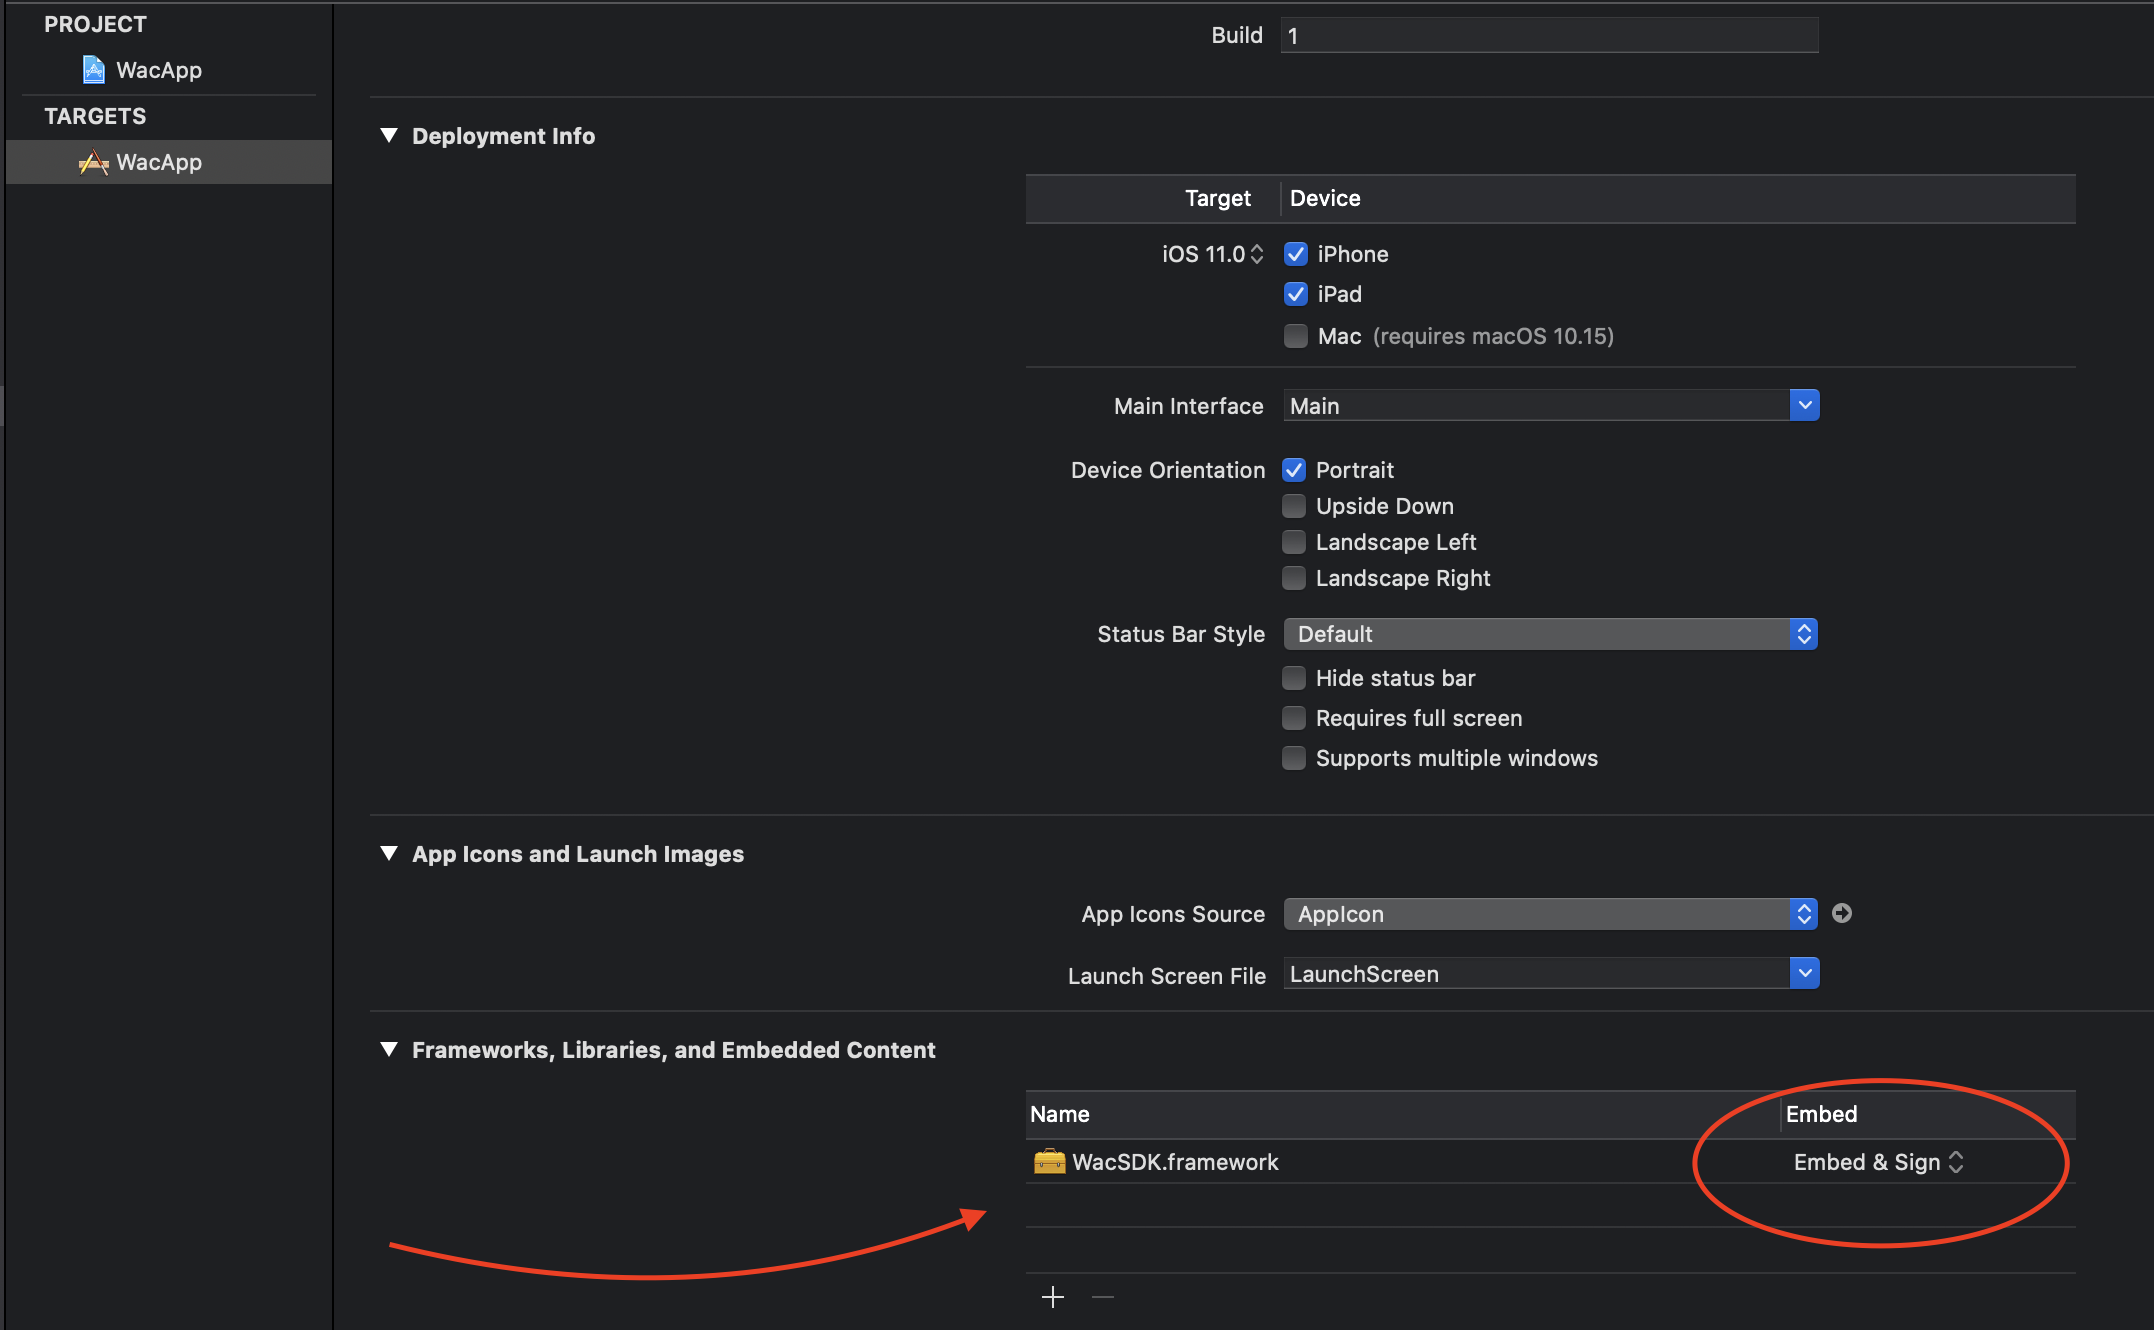 PROJECT
WacApp
TARGETS
WacApp
Build 1
Deployment Info
Target Device
iOS 11.0 iPhone
iPad
Mac (requires macOS 10.15)
Main Interface Main
Device Orientation Portrait
Upside Down
Landscape Left
Landscape Right
Status Bar Style Default
Hide status bar
Requires full screen
Supports multiple windows
App Icons and Launch Images
App Icons Source AppIcon
Launch Screen File LaunchScreen
Frameworks, Libraries, and Embedded Content
Name Embed
WacSDK.framework Embed & Sign